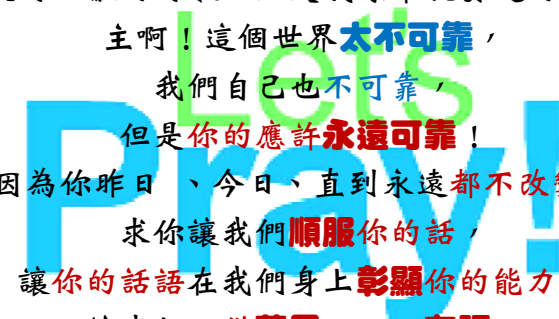 主啊！這個世界太不可靠，
我們自己也不可靠，
但是你的應許永遠可靠！
因為你昨日 、今日、直到永遠都不改變
求你讓我們順服你的話，
讓你的話語在我們身上彰顯你的能力
Let's
Pray!